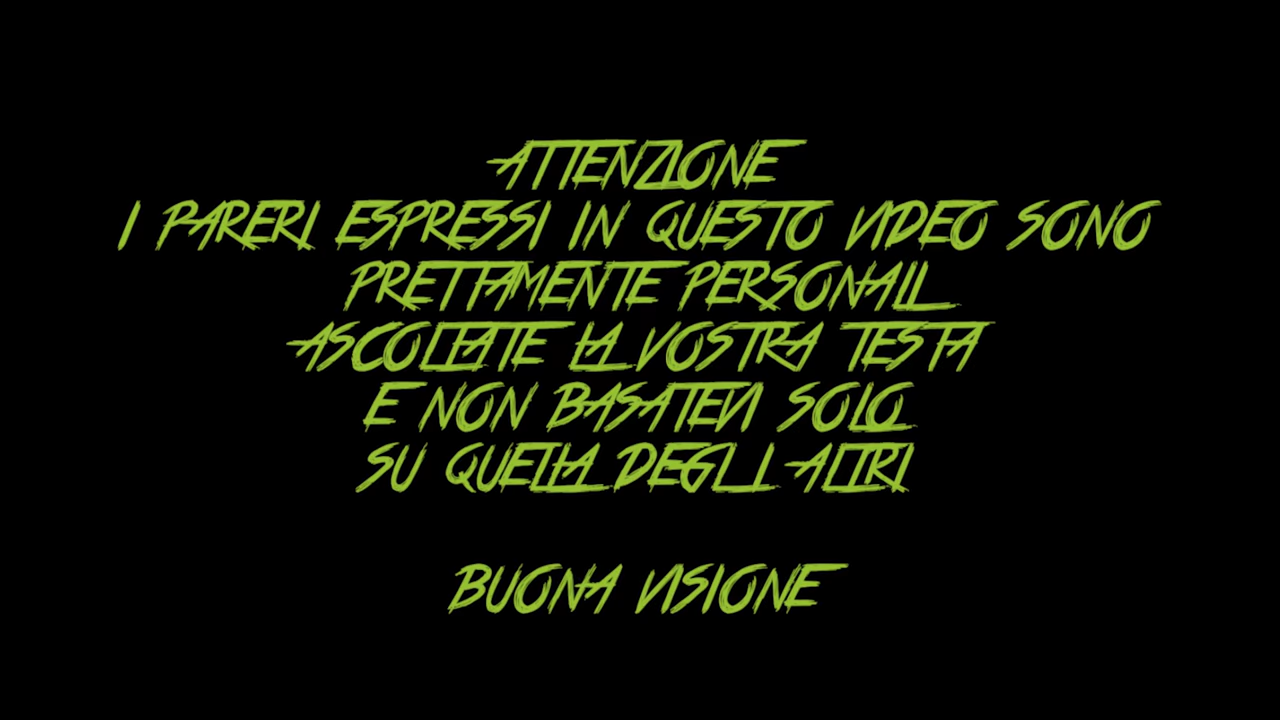 ATTENZIONE
I PARERI ESPRESSI IN QUESTO VIDEO SONO
PRETTAMENTE PERSONALI
ASCOLTATE LA VOSTRA TESTA
E NON BASATEVI SOLO
SU QUELLA DEGLI ALTRI
BUONA VISIONE